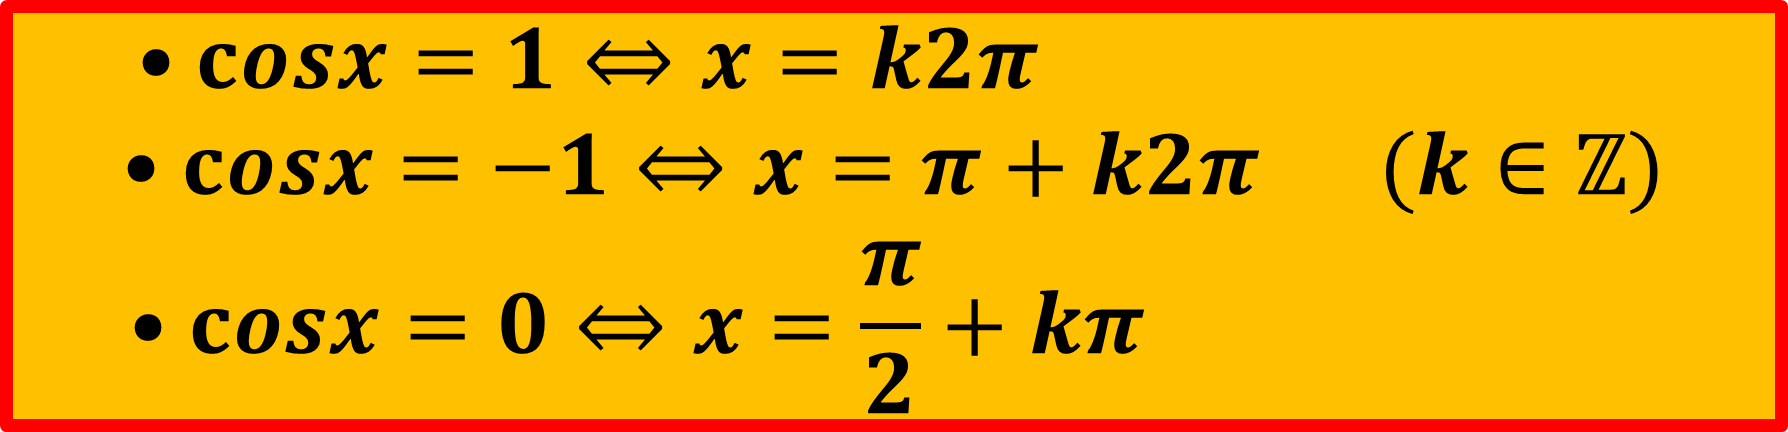 • cosx = 1 ⇔ x = k2π
• cosx = −1 ⇔ x = π + k2π (k ∈ ℤ)
• cosx = 0 ⇔ x = π/2 + kπ